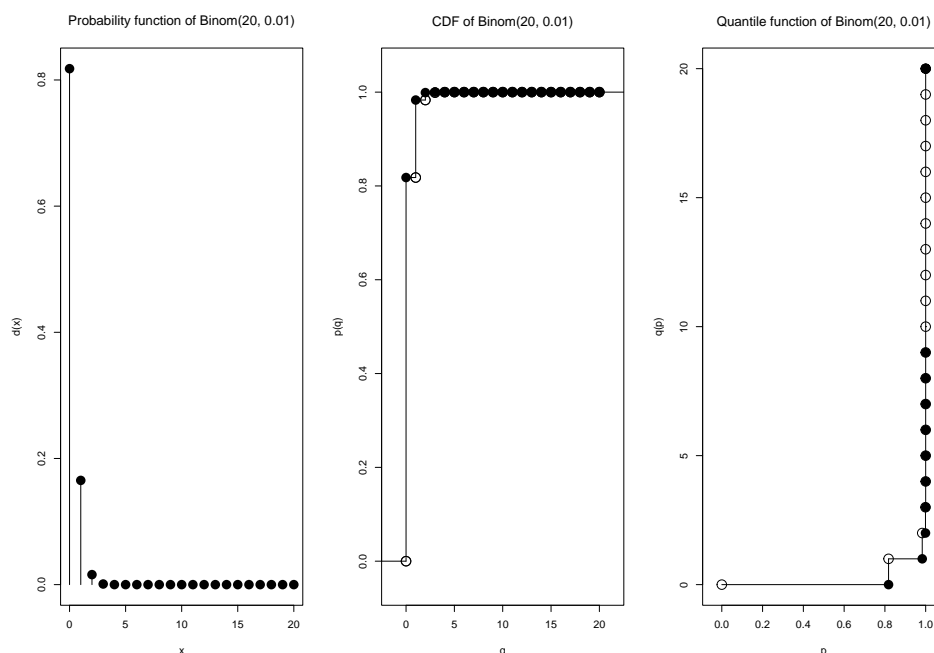 Probability function of Binom(20, 0.01)
d(x)
0.8
0.6
0.4
0.2
0.0
0 5 10 15 20
x
CDF of Binom(20, 0.01)
p(q)
1.0
0.8
0.6
0.4
0.2
0.0
0 5 10 15 20
q
Quantile function of Binom(20, 0.01)
q(p)
20
15
10
5
0
0.0 0.2 0.4 0.6 0.8 1.0
p